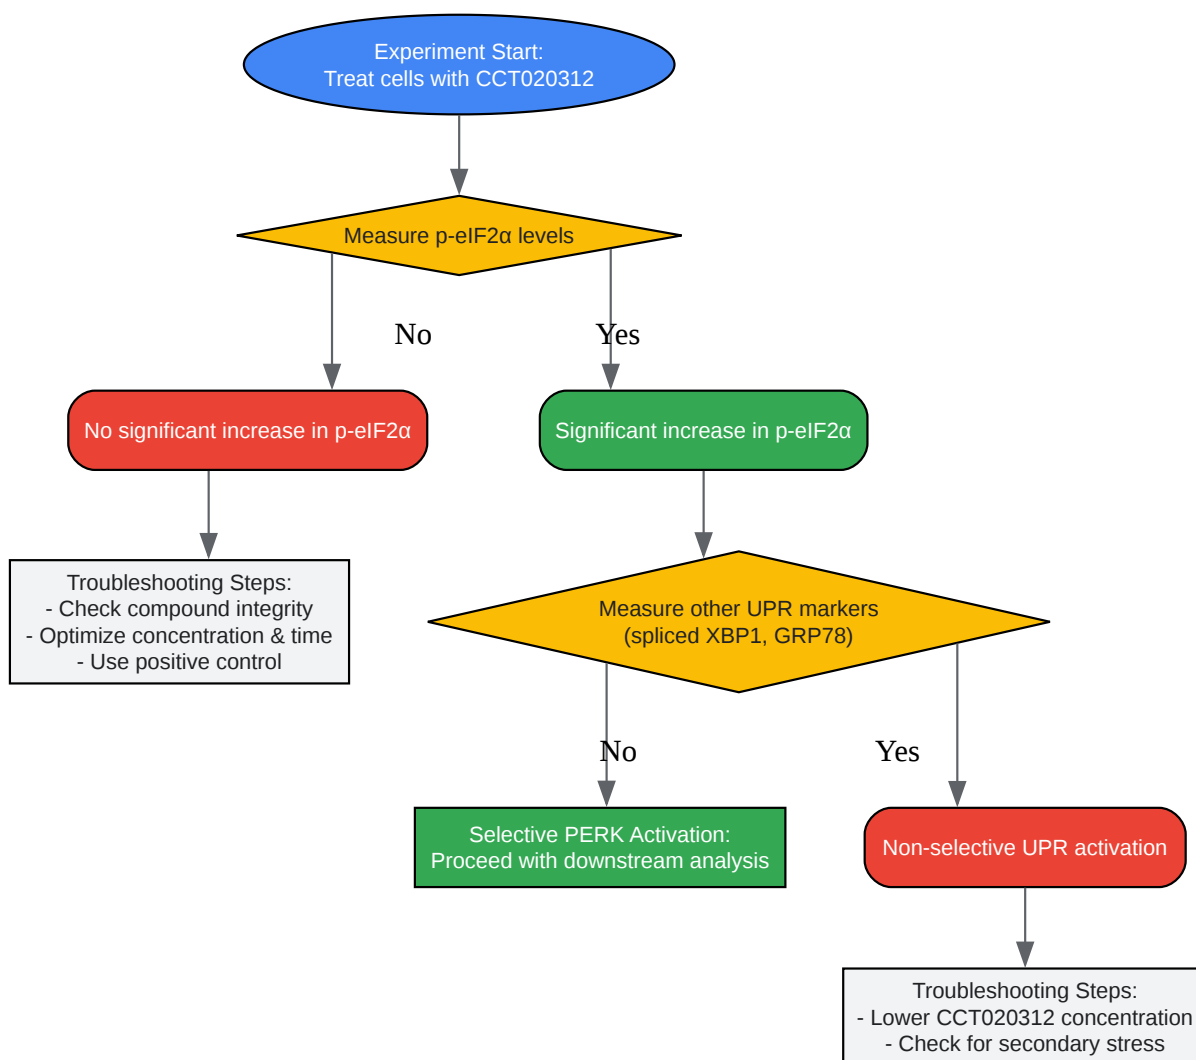 Experiment Start:
Treat cells with CCT020312
Measure p-eIF2α levels
No
Yes
No significant increase in p-eIF2α
Significant increase in p-eIF2α
Troubleshooting Steps:
- Check compound integrity
- Optimize concentration & time
- Use positive control
Measure other UPR markers
(spliced XBP1, GRP78)
No
Yes
Selective PERK Activation:
Proceed with downstream analysis
Non-selective UPR activation
Troubleshooting Steps:
- Lower CCT020312 concentration
- Check for secondary stress